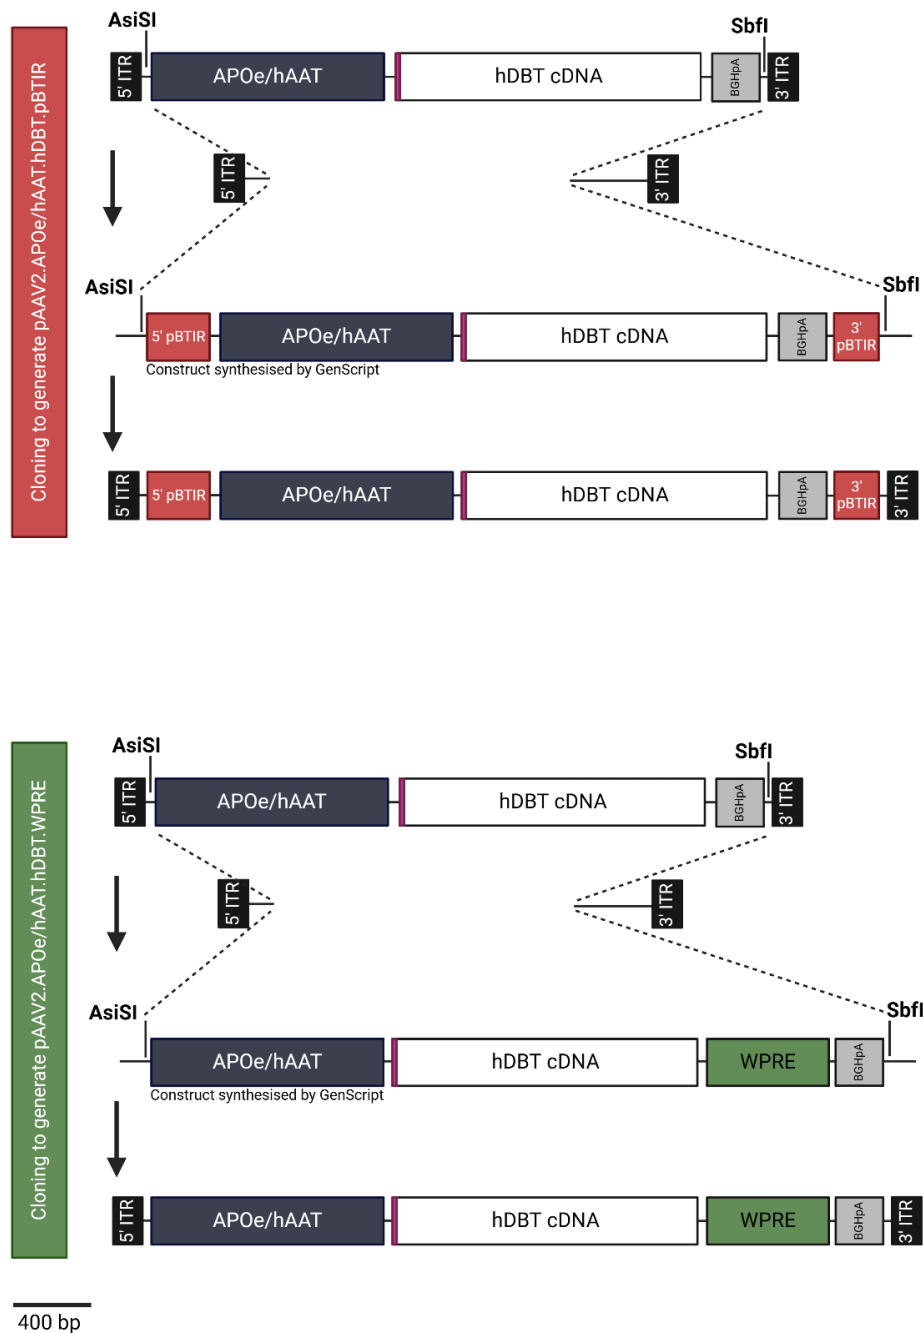 Cloning to generate pAAV2.APOe/hAAT.hDBT.pBTIR
AsiSI
SbfI
5' ITR
APOe/hAAT
hDBT cDNA
BGHpA
3' ITR
5' ITR
3' ITR
AsiSI
SbfI
5' pBTIR
APOe/hAAT
hDBT cDNA
BGHpA
3'
pBTIR
Construct synthesised by GenScript
5' ITR
5' pBTIR
APOe/hAAT
hDBT cDNA
BGHpA
3'
pBTIR
3' ITR
Cloning to generate pAAV2.APOe/hAAT.hDBT.WPRE
AsiSI
SbfI
5' ITR
APOe/hAAT
hDBT cDNA
BGHpA
3' ITR
5' ITR
3' ITR
AsiSI
SbfI
APOe/hAAT
hDBT cDNA
WPRE
BGHpA
Construct synthesised by GenScript
5' ITR
APOe/hAAT
hDBT cDNA
WPRE
BGHpA
3' ITR
400 bp